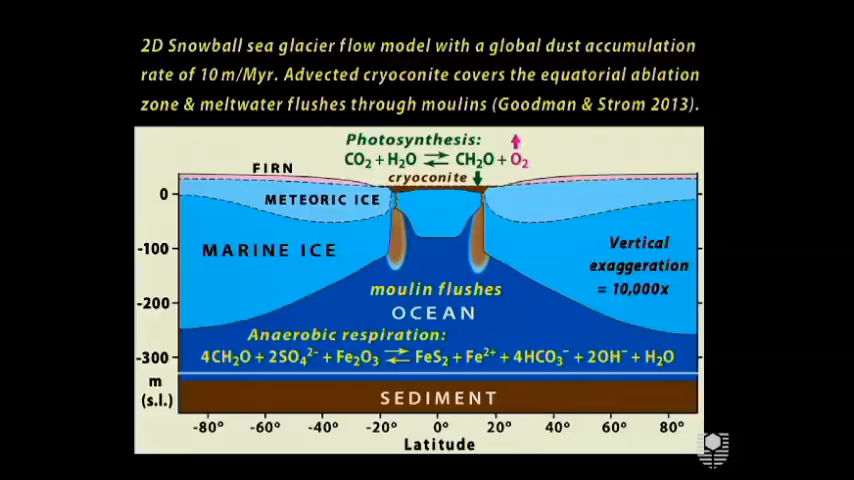 2D Snowball sea glacier flow model with a global dust accumulation
rate of 10 m/Myr. Advected cryoconite covers the equatorial ablation
zone & meltwater flushes through moulins (Goodman & Strom 2013).
Photosynthesis:
CO₂ + H₂O ⇌ CH₂O + O₂
FIRN
cryoconite
0
METEORIC ICE
-100
MARINE ICE
Vertical
exaggeration
= 10,000x
moulin flushes
-200
OCEAN
Anaerobic respiration:
-300
4CH₂O + 2SO₄²⁻ + Fe₂O₃ ⇌ FeS₂ + Fe²⁺ + 4HCO₃⁻ + 2OH⁻ + H₂O
m
(s.l.)
SEDIMENT
-80° -60° -40° -20° 0° 20° 40° 60° 80°
Latitude